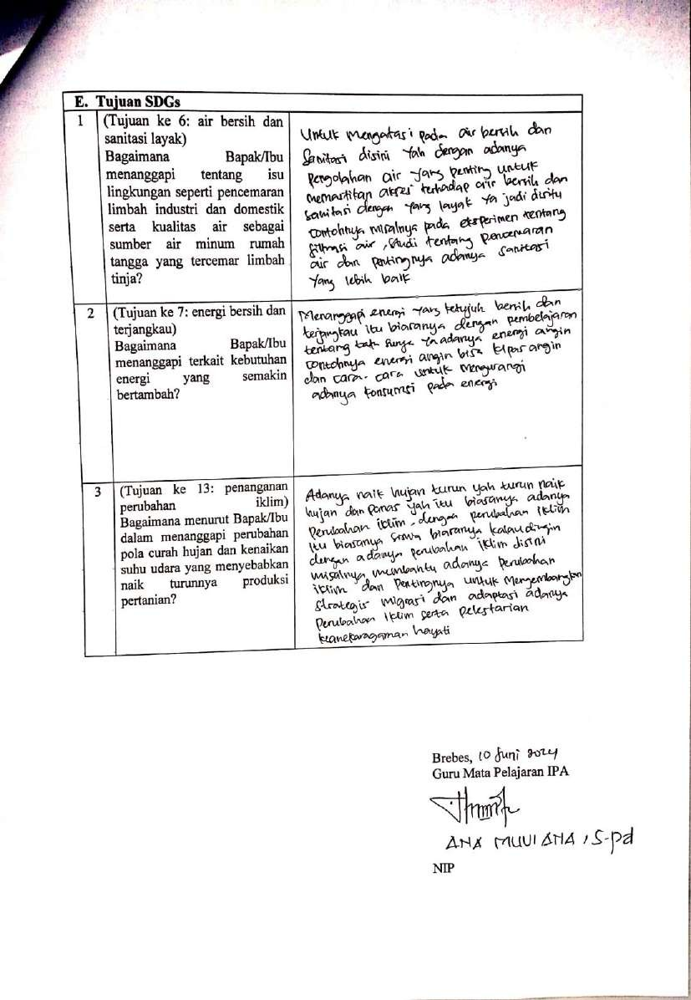 E. Tujuan SDGs
1
(Tujuan ke 6: air bersih dan
sanitasi layak)
Bagaimana Bapak/Ibu
menanggapi tentang isu
lingkungan seperti pencemaran
limbah industri dan domestik
serta kualitas air sebagai
sumber air minum rumah
tangga yang tercemar limbah
tinja?
Untuk mengatasi pada air bersih dan
Sanitasi disini yah dengan adanya
pengolahan air yang penting untuk
memastikan akses terhadap air bersih dan
sanitasi dengan yang layak ya jadi disitu
contohnya misalnya pada eksperimen tentang
filtrasi air, studi tentang pencemaran
air dan pentingnya adanya sanitasi
yang lebih baik
2
(Tujuan ke 7: energi bersih dan
terjangkau)
Bagaimana Bapak/Ibu
menanggapi terkait kebutuhan
energi yang semakin
bertambah?
Menanggapi energi yang ketujuh bersih dan
terjangkau itu biasanya dengan pembelajaran
tentang tata Surya ya adanya energi angin
contohnya energi angin bisa kipas angin
dan cara-cara untuk mengurangi
adanya konsumsi pada energi
3
(Tujuan ke 13: penanganan
perubahan iklim)
Bagaimana menurut Bapak/Ibu
dalam menanggapi perubahan
pola curah hujan dan kenaikan
suhu udara yang menyebabkan
naik turunnya produksi
pertanian?
Adanya naik hujan turun yah turun naik
hujan dan panas yah itu biasanya adanya
perubahan iklim, dengan perubahan iklim
itu biasanya siswa biasanya kalau dingin
dengan adanya perubahan iklim disini
misalnya membantu adanya perubahan
iklim dan Pentingnya untuk mengembangkan
strategis migrasi dan adaptasi adanya
perubahan iklim serta pelestarian
keanekaragaman hayati
Brebes, 10 Juni 2024
Guru Mata Pelajaran IPA
ANA MUVIANA, S-pd
NIP